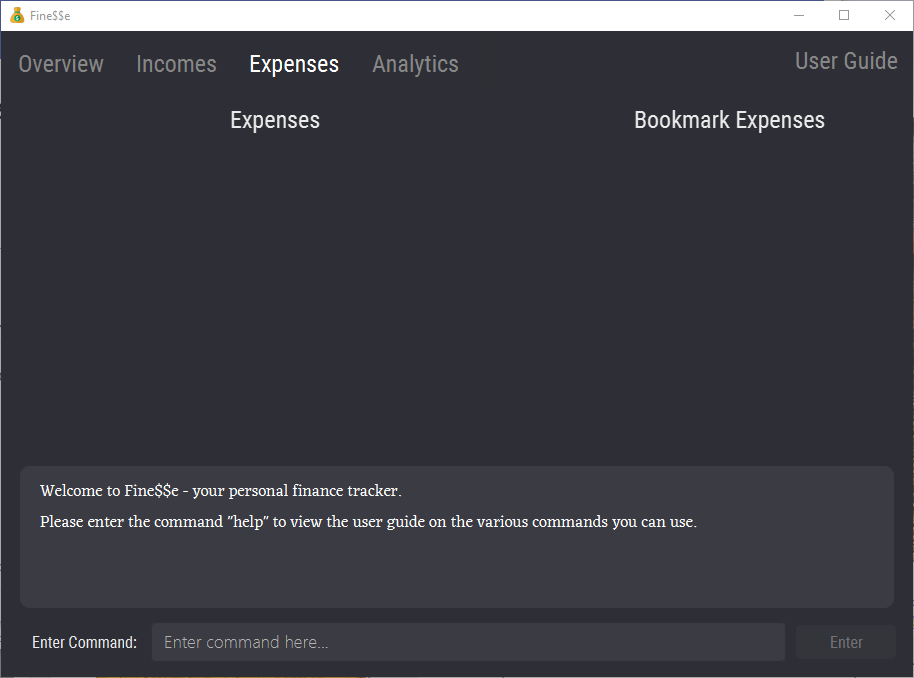 Fine$$e
Overview Incomes Expenses Analytics User Guide
Expenses Bookmark Expenses
Welcome to Fine$$e - your personal finance tracker.
Please enter the command "help" to view the user guide on the various commands you can use.
Enter Command: Enter command here... Enter